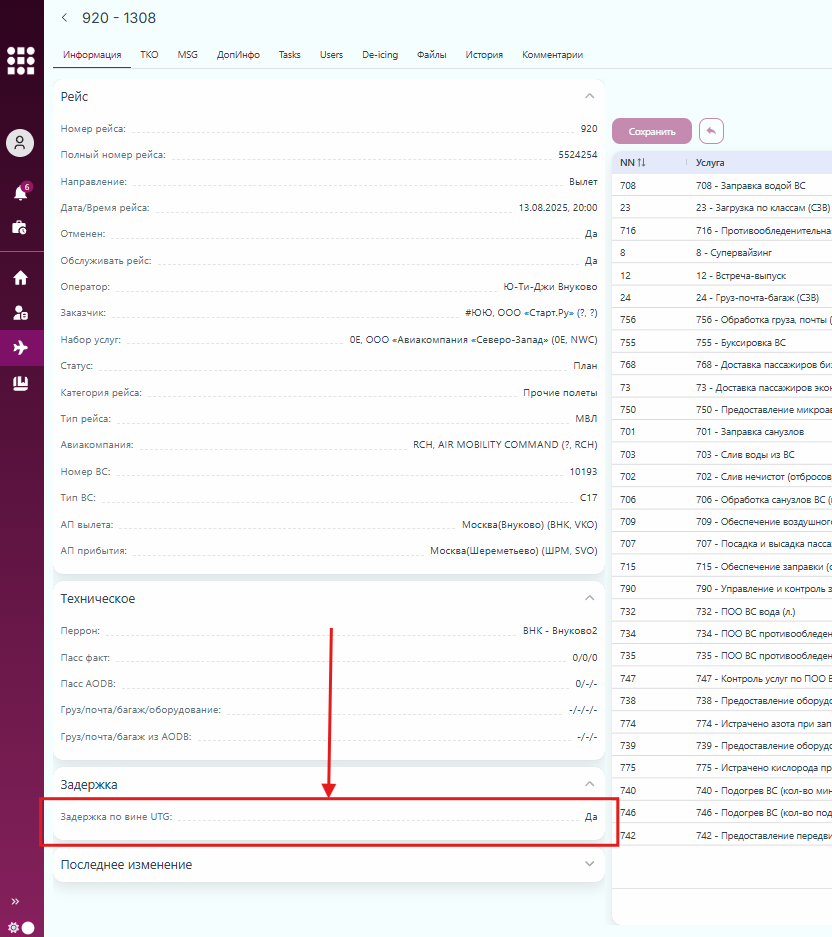 920 - 1308
Информация ТКО MSG ДопИнфо Tasks Users De-icing Файлы История Комментарии
Рейс
Номер рейса: 920
Полный номер рейса: 5524254
Направление: Вылет
Дата/Время рейса: 13.08.2025, 20:00
Отменен: Да
Обслуживать рейс: Да
Оператор: Ю-Ти-Джи Внуково
Заказчик: #ЮЮ, ООО «Старт.Ру» (?, ?)
Набор услуг: 0E, ООО «Авиакомпания «Северо-Запад» (0E, NWC)
Статус: План
Категория рейса: Прочие полеты
Тип рейса: МВЛ
Авиакомпания: RCH, AIR MOBILITY COMMAND (?, RCH)
Номер ВС: 10193
Тип ВС: C17
АП вылета: Москва(Внуково) (ВНК, VKO)
АП прибытия: Москва(Шереметьево) (ШРМ, SVO)
Техническое
Перрон: ВНК - Внуково2
Пасс факт: 0/0/0
Пасс AODB: 0/-/-
Груз/почта/багаж/оборудование: -/-/-/-
Груз/почта/багаж из AODB: -/-/-
Задержка
Задержка по вине UTG: Да
Последнее изменение
6
Сохранить
NN Услуга
708 708 - Заправка водой ВС
23 23 - Загрузка по классам (СЗВ)
716 716 - Противообледенительна
8 8 - Супервайзинг
12 12 - Встреча-выпуск
24 24 - Груз-почта-багаж (СЗВ)
756 756 - Обработка груза, почты (
755 755 - Буксировка ВС
768 768 - Доставка пассажиров биз
73 73 - Доставка пассажиров экон
750 750 - Предоставление микроав
701 701 - Заправка санузлов
703 703 - Слив воды из ВС
702 702 - Слив нечистот (отбросов
706 706 - Обработка санузлов ВС (
709 709 - Обеспечение воздушного
707 707 - Посадка и высадка пасса
715 715 - Обеспечение заправки (с
790 790 - Управление и контроль з
732 732 - ПОО ВС вода (л.)
734 734 - ПОО ВС противообледен
735 735 - ПОО ВС противообледен
747 747 - Контроль услуг по ПОО В
738 738 - Предоставление оборудо
774 774 - Истрачено азота при зап
739 739 - Предоставление оборудо
775 775 - Истрачено кислорода пр
740 740 - Подогрев ВС (кол-во мин
746 746 - Подогрев ВС (кол-во под
742 742 - Предоставление передви